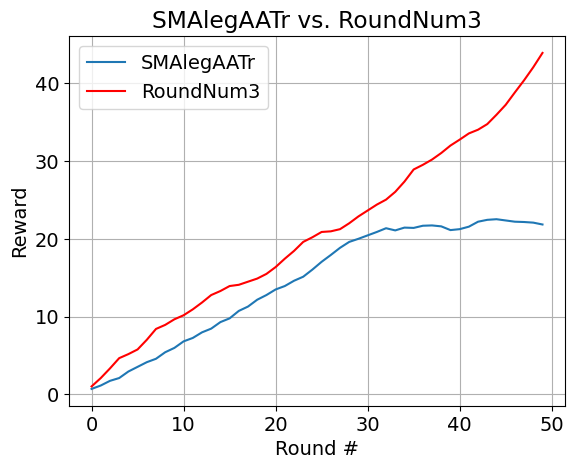 SMAlegAATr vs. RoundNum3
SMAlegAATr
RoundNum3
Reward
40
30
20
10
0
0 10 20 30 40 50
Round #